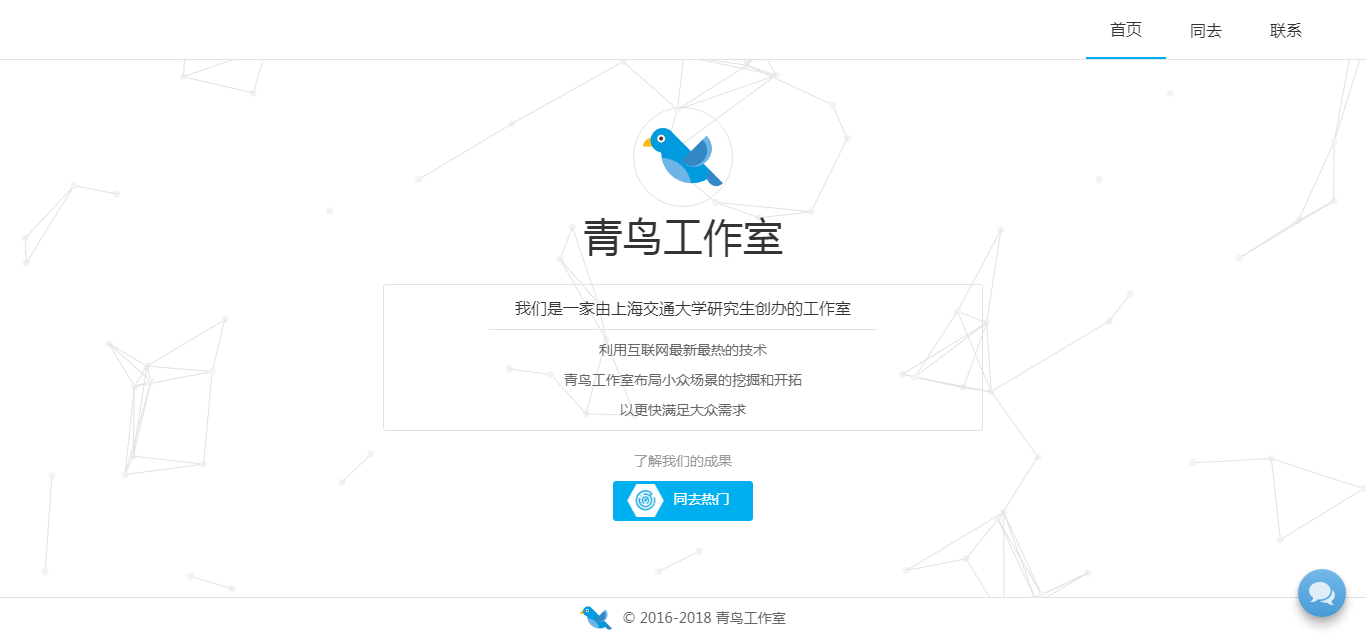 首页 同去 联系
青鸟工作室
我们是一家由上海交通大学研究生创办的工作室
利用互联网最新最热的技术
青鸟工作室布局小众场景的挖掘和开拓
以更快满足大众需求
了解我们的成果
同去热门
© 2016-2018 青鸟工作室